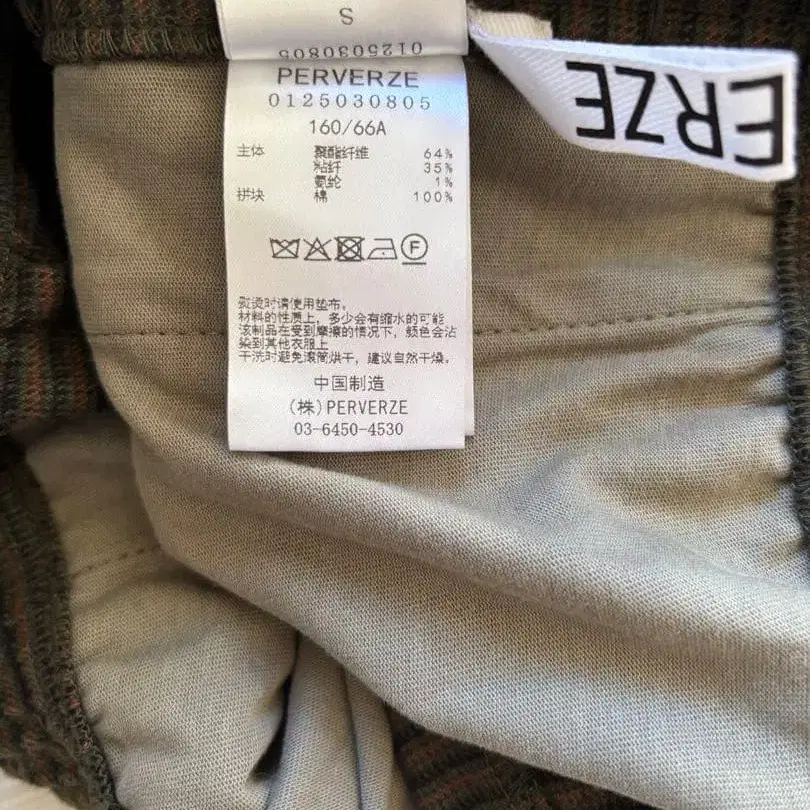 S
0125030805
PERVERZE
0125030805
160/66A
主体 聚酯纤维 64%
粘纤 35%
氨纶 1%
拼块 棉 100%
F
熨烫时请使用垫布。
材料的性质上，多少会有缩水的可能
该制品在受到摩擦的情况下，颜色会沾
染到其他衣服上
干洗时避免滚筒烘干，建议自然干燥。
中国制造
(株)PERVERZE
03-6450-4530
ERZE